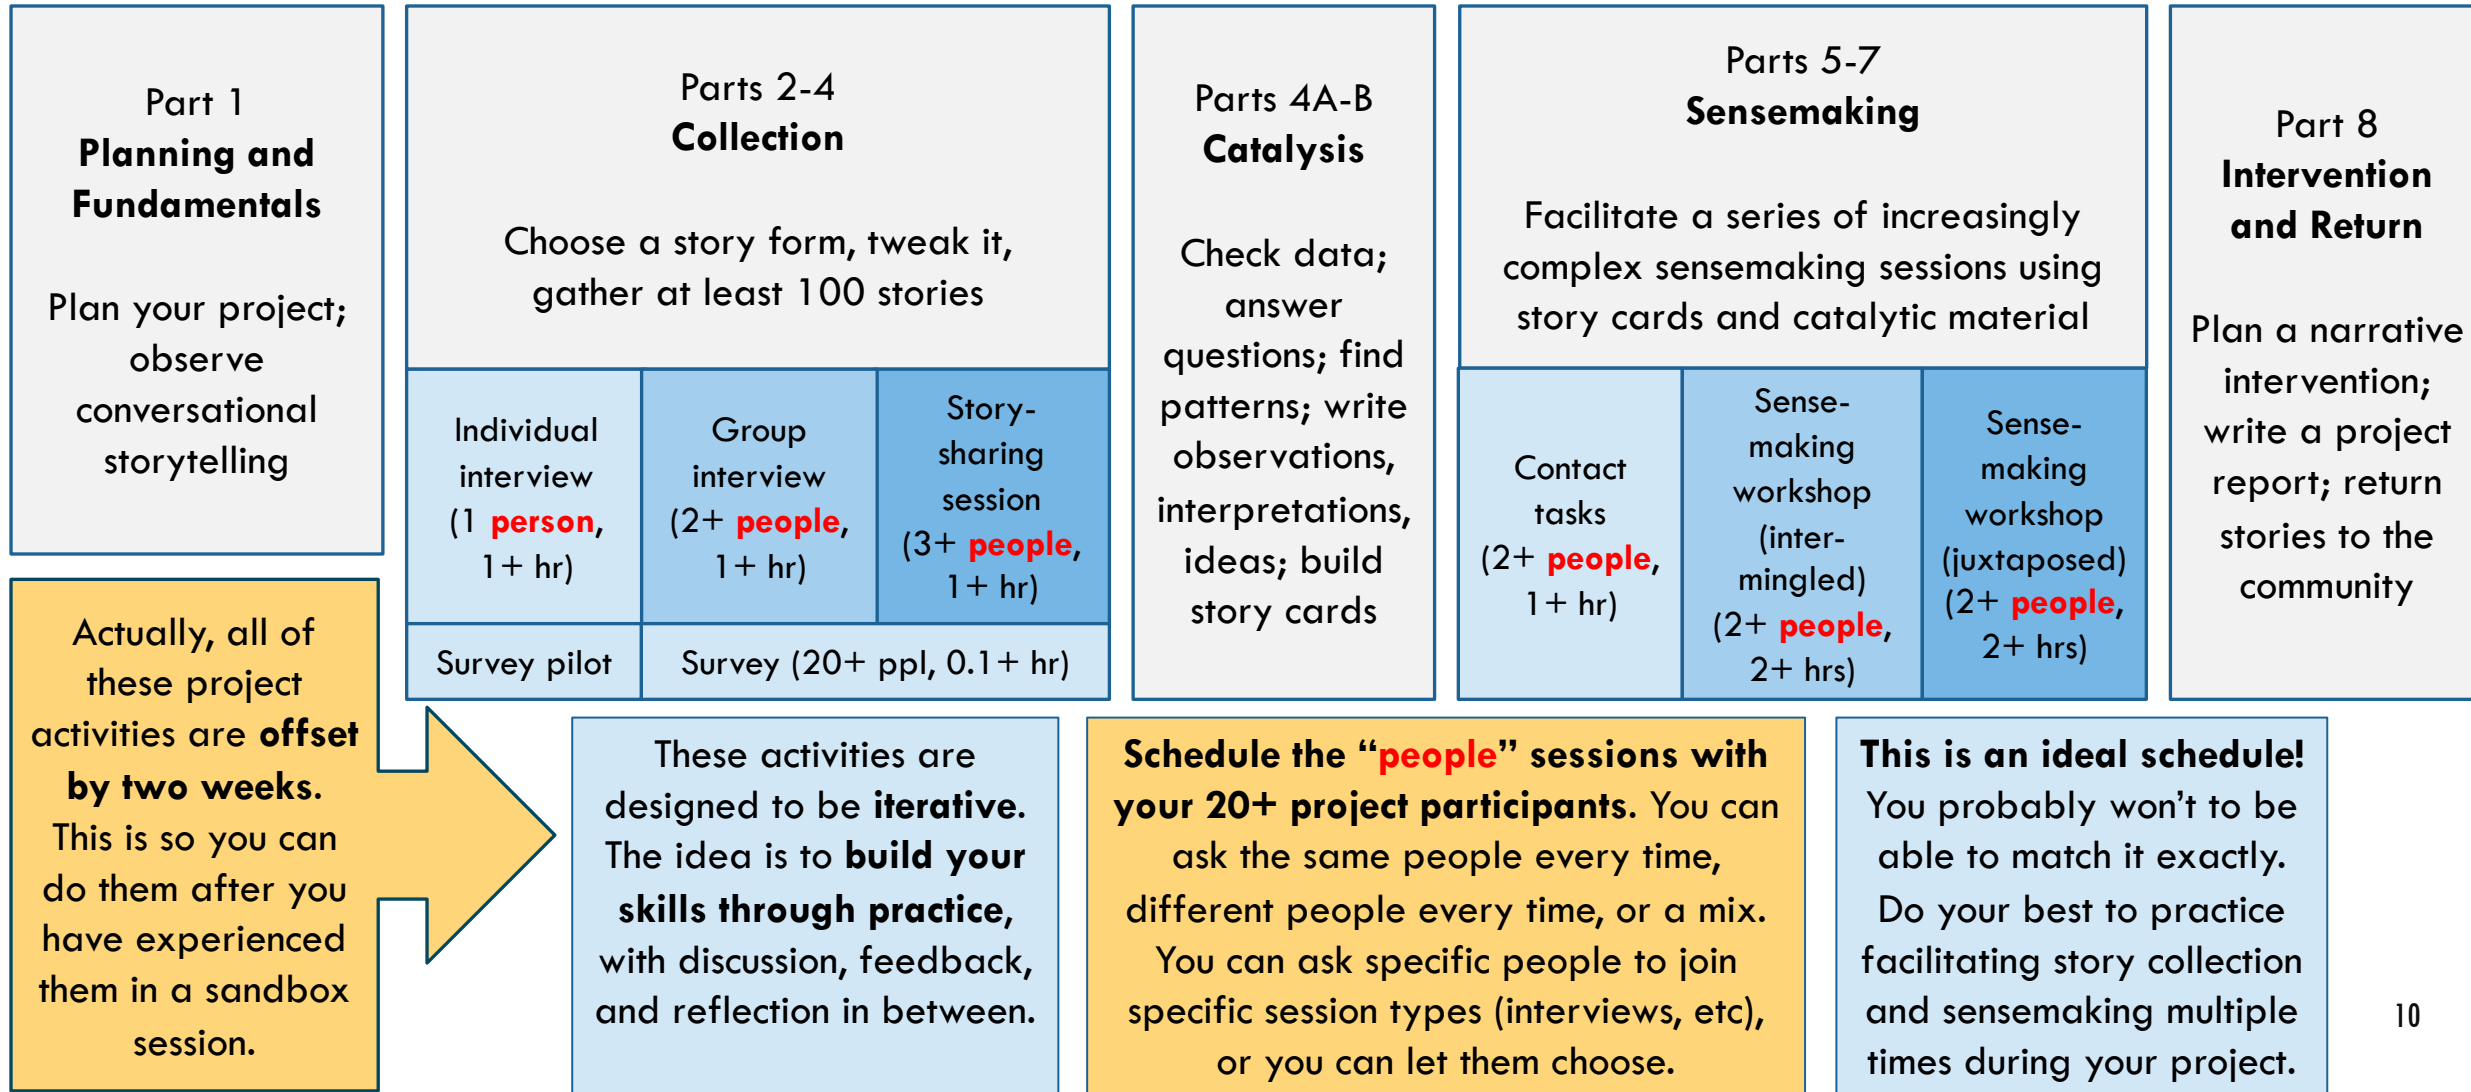 Part 1
Planning and
Fundamentals
Plan your project;
observe
conversational
storytelling
Parts 2-4
Collection
Choose a story form, tweak it,
gather at least 100 stories
Individual
interview
(1 person,
1+ hr)
Group
interview
(2+ people,
1+ hr)
Story-
sharing
session
(3+ people,
1+ hr)
Survey pilot
Survey (20+ ppl, 0.1+ hr)
Parts 4A-B
Catalysis
Check data;
answer
questions; find
patterns; write
observations,
interpretations,
ideas; build
story cards
Parts 5-7
Sensemaking
Facilitate a series of increasingly
complex sensemaking sessions using
story cards and catalytic material
Contact
tasks
(2+ people,
1+ hr)
Sense-
making
workshop
(inter-
mingled)
(2+ people,
2+ hrs)
Sense-
making
workshop
(juxtaposed)
(2+ people,
2+ hrs)
Part 8
Intervention
and Return
Plan a narrative
intervention;
write a project
report; return
stories to the
community
Actually, all of
these project
activities are offset
by two weeks.
This is so you can
do them after you
have experienced
them in a sandbox
session.
These activities are
designed to be iterative.
The idea is to build your
skills through practice,
with discussion, feedback,
and reflection in between.
Schedule the “people” sessions with
your 20+ project participants. You can
ask the same people every time,
different people every time, or a mix.
You can ask specific people to join
specific session types (interviews, etc),
or you can let them choose.
This is an ideal schedule!
You probably won’t to be
able to match it exactly.
Do your best to practice
facilitating story collection
and sensemaking multiple
times during your project.
10